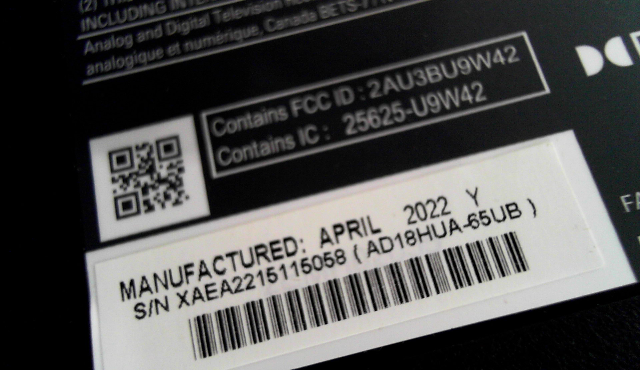 INCLUDING
Analog and Digital Television
analogique et numérique, Canada BETS-7
Contains FCC ID : 2AU3BU9W42
Contains IC : 25625-U9W42
MANUFACTURED: APRIL 2022 Y
S/N XAEA2215115058 ( AD18HUA-65UB )